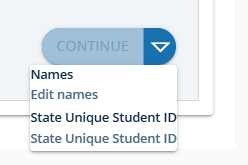 CONTINUE
Names
Edit names
State Unique Student ID
State Unique Student ID